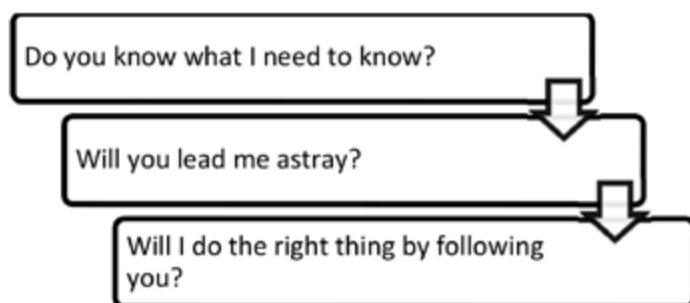 Do you know what I need to know?
Will you lead me astray?
Will I do the right thing by following
you?